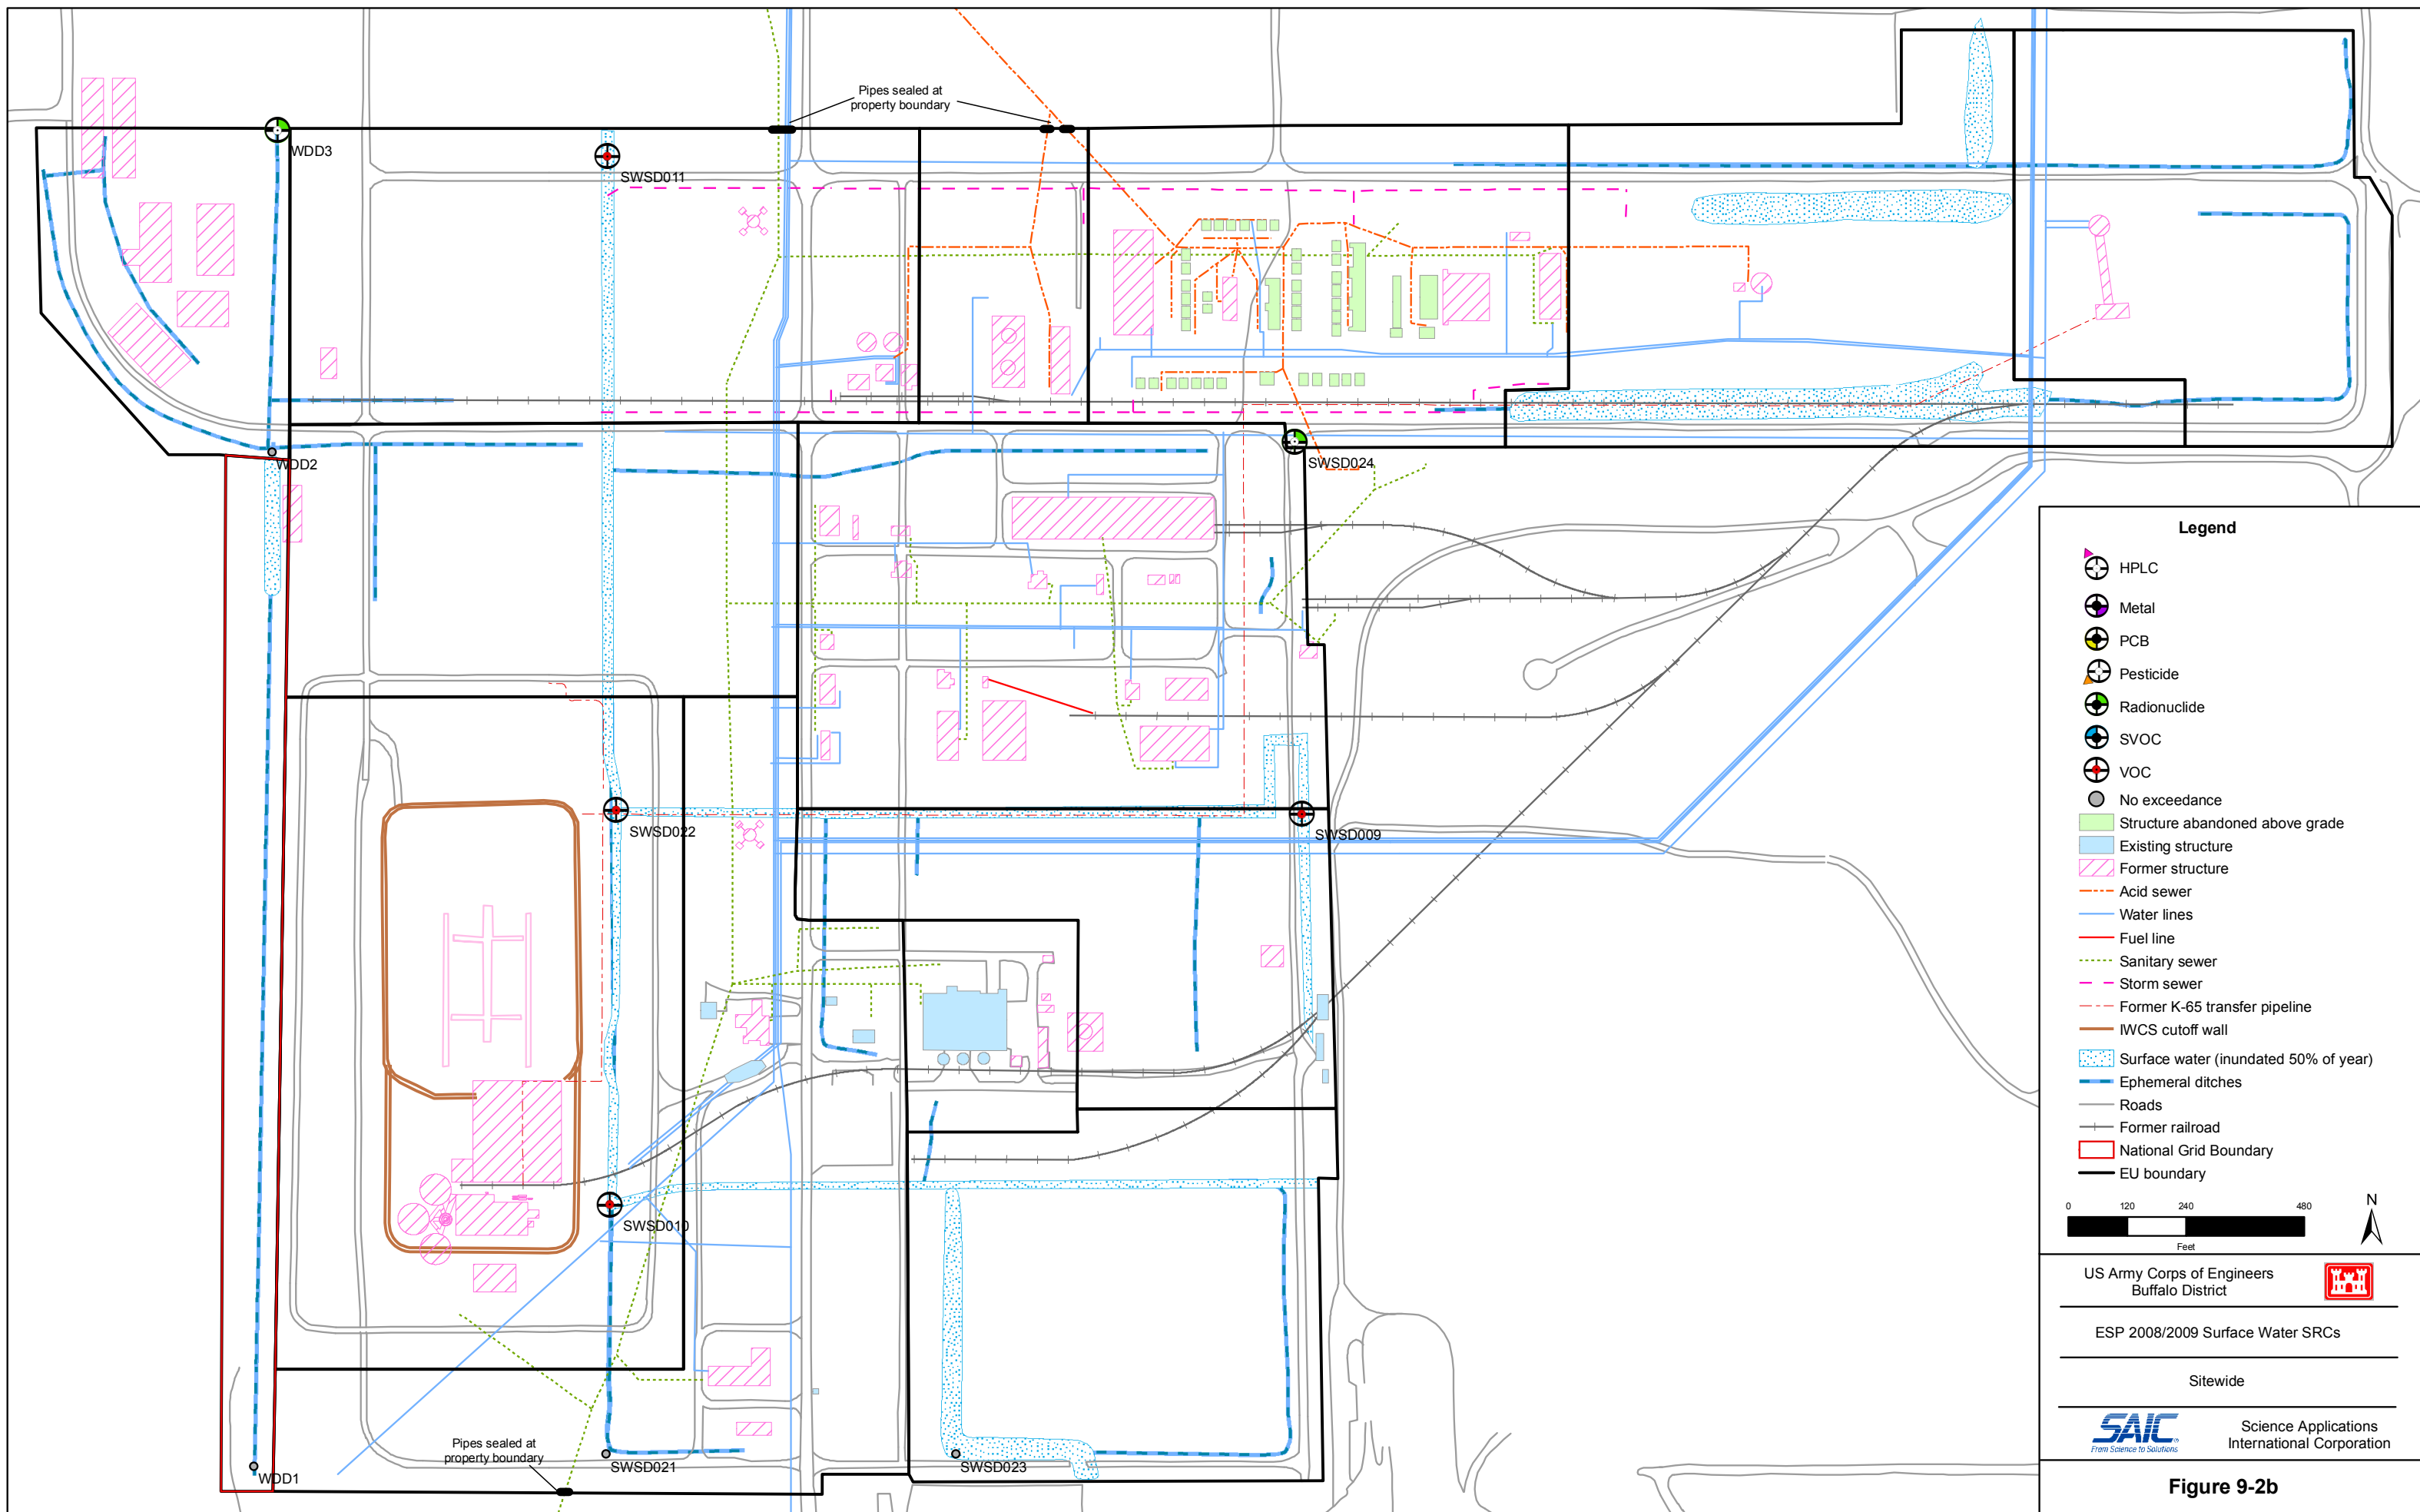 Pipes sealed at
property boundary
WDD3
SWSD011
WDD2
SWSD024
SWSD022
SWSD009
SWSD010
Pipes sealed at
property boundary
WDD1
SWSD021
SWSD023
Legend
HPLC
Metal
PCB
Pesticide
Radionuclide
SVOC
VOC
No exceedance
Structure abandoned above grade
Existing structure
Former structure
Acid sewer
Water lines
Fuel line
Sanitary sewer
Storm sewer
Former K-65 transfer pipeline
IWCS cutoff wall
Surface water (inundated 50% of year)
Ephemeral ditches
Roads
Former railroad
National Grid Boundary
EU boundary
0 120 240 480
Feet
N
US Army Corps of Engineers
Buffalo District
ESP 2008/2009 Surface Water SRCs
Sitewide
SAIC
From Science to Solutions
Science Applications
International Corporation
Figure 9-2b